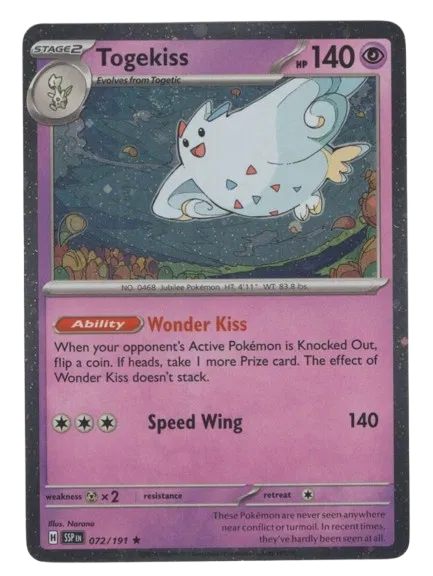 STAGE2
Togekiss
HP 140
Evolves from Togetic
NO. 0468 Jubilee Pokémon HT. 4'11" WT. 83.8 lbs.
Ability Wonder Kiss
When your opponent's Active Pokémon is Knocked Out,
flip a coin. If heads, take 1 more Prize card. The effect of
Wonder Kiss doesn't stack.
Speed Wing 140
weakness ×2 resistance retreat
Illus. Narano
H SSP EN 072/191 ★
These Pokémon are never seen anywhere
near conflict or turmoil. In recent times,
they've hardly been seen at all.